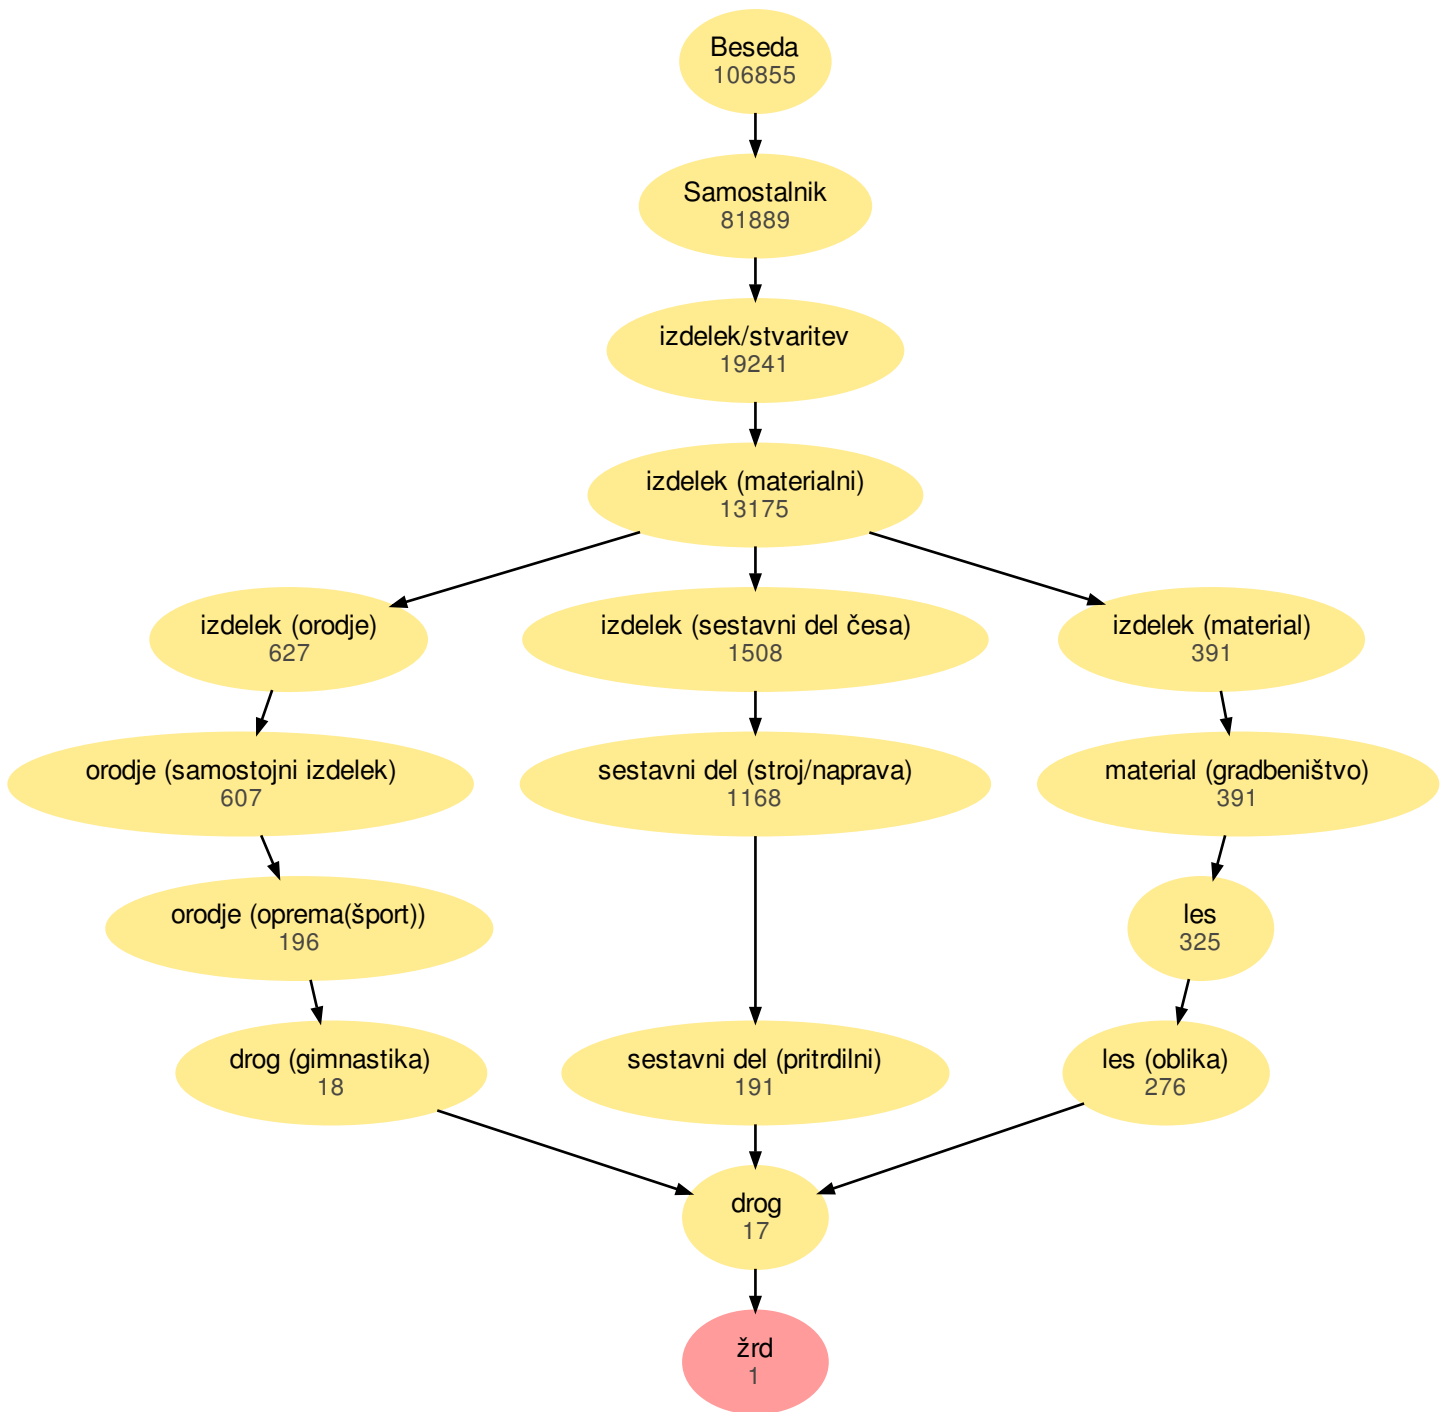 Beseda
106855
Samostalnik
81889
izdelek/stvaritev
19241
izdelek (materialni)
13175
izdelek (orodje)
627
izdelek (sestavni del česa)
1508
izdelek (material)
391
orodje (samostojni izdelek)
607
sestavni del (stroj/naprava)
1168
material (gradbeništvo)
391
orodje (oprema(šport))
196
les
325
drog (gimnastika)
18
sestavni del (pritrdilni)
191
les (oblika)
276
drog
17
žrd
1